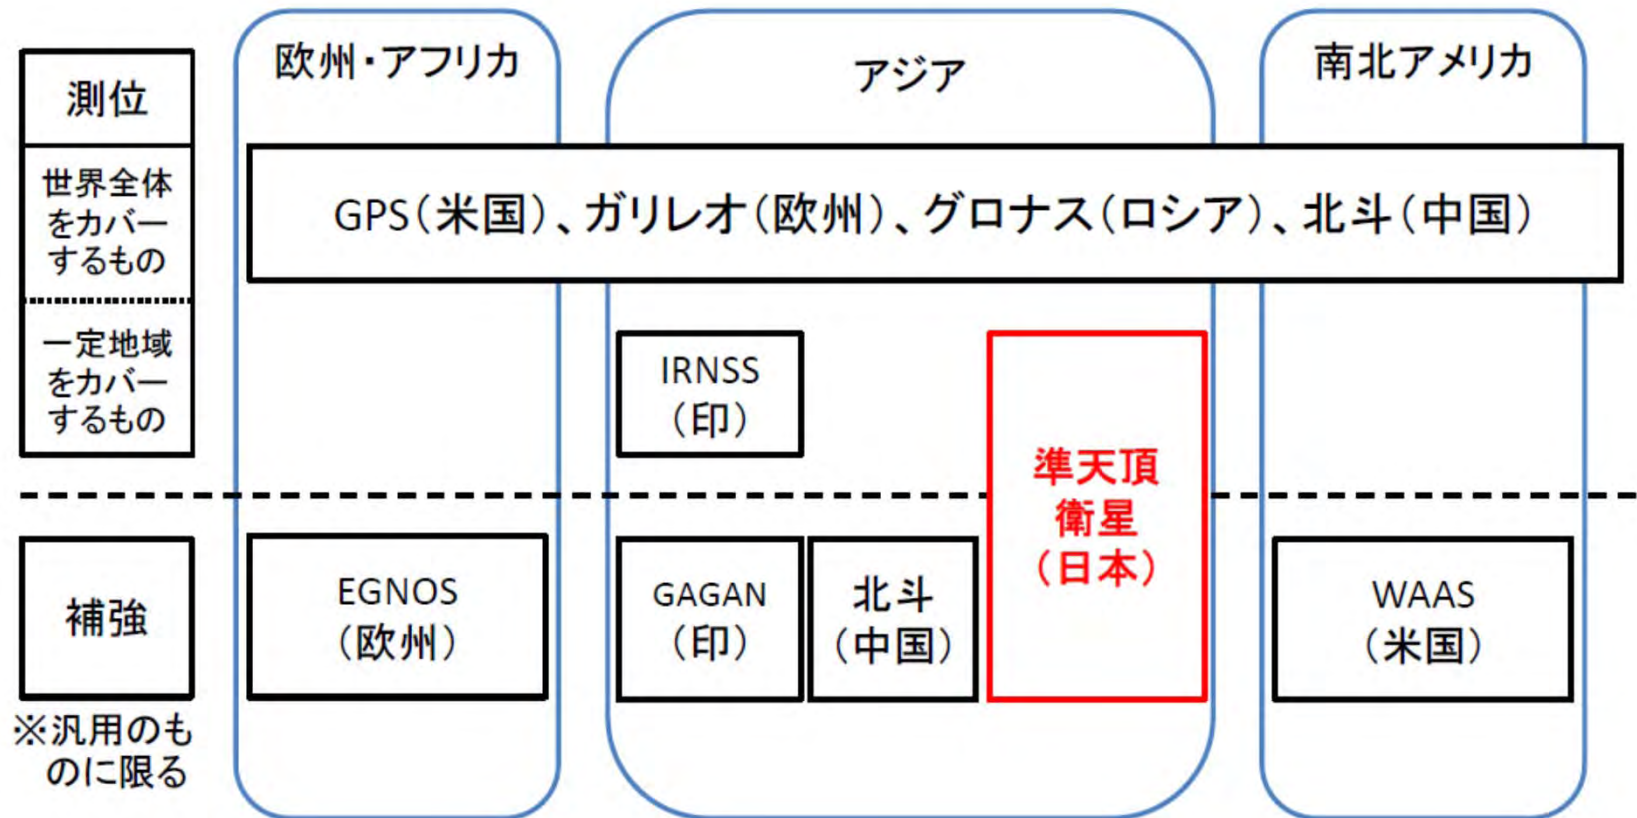 欧州・アフリカ
アジア
南北アメリカ
測位
世界全体
をカバー
するもの
GPS(米国)、ガリレオ(欧州)、グロナス(ロシア)、北斗(中国)
一定地域
をカバー
するもの
IRNSS
(印)
準天頂
衛星
(日本)
補強
EGNOS
(欧州)
GAGAN
(印)
北斗
(中国)
WAAS
(米国)
※汎用のも
のに限る